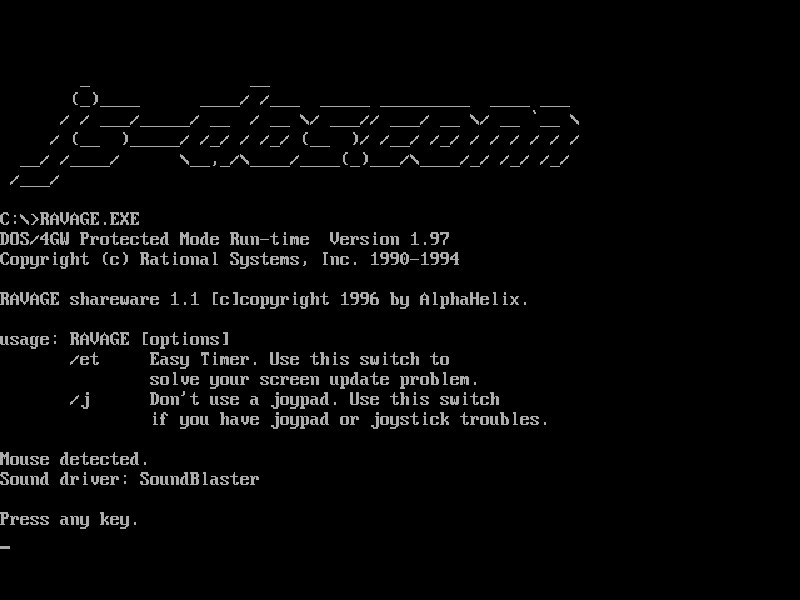 js-dos.com
C:\>RAVAGE.EXE
DOS/4GW Protected Mode Run-time  Version 1.97
Copyright (c) Rational Systems, Inc. 1990-1994
RAVAGE shareware 1.1 [c]copyright 1996 by AlphaHelix.
usage: RAVAGE [options]
/et     Easy Timer. Use this switch to
solve your screen update problem.
/j      Don't use a joypad. Use this switch
if you have joypad or joystick troubles.
Mouse detected.
Sound driver: SoundBlaster
Press any key.